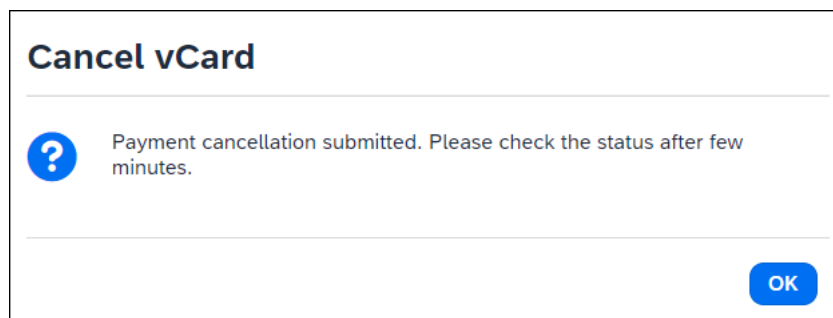 Cancel vCard
Payment cancellation submitted. Please check the status after few
minutes.
OK